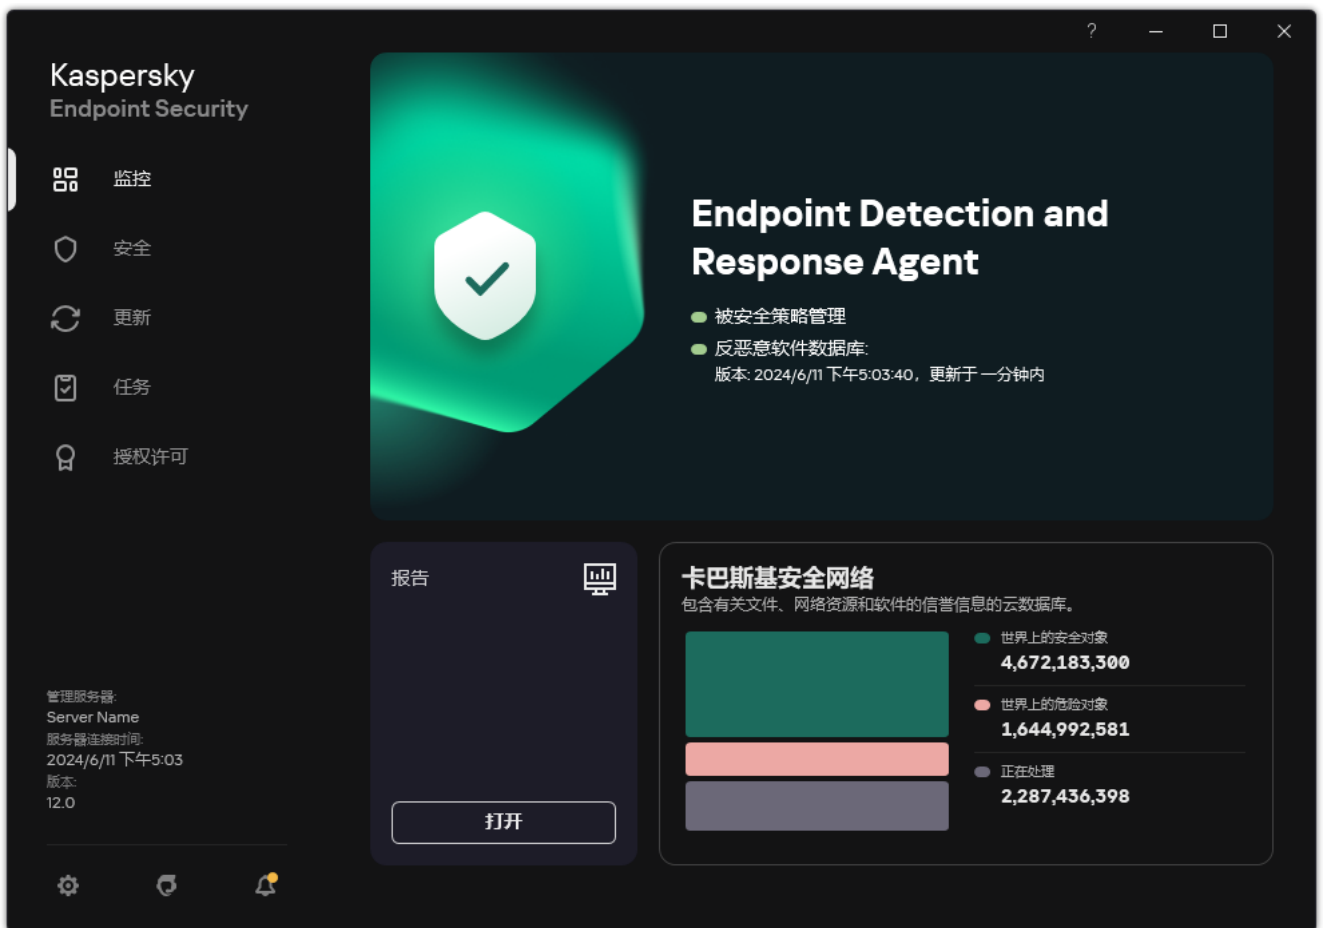 ?
Kaspersky
Endpoint Security
监控
安全
更新
任务
授权许可
管理服务器:
Server Name
服务器连接时间:
2024/6/11 下午5:03
版本:
12.0
Endpoint Detection and
Response Agent
被安全策略管理
反恶意软件数据库:
版本: 2024/6/11 下午5:03:40，更新于 一分钟内
报告
打开
卡巴斯基安全网络
包含有关文件、网络资源和软件的信誉信息的云数据库。
世界上的安全对象
4,672,183,300
世界上的危险对象
1,644,992,581
正在处理
2,287,436,398